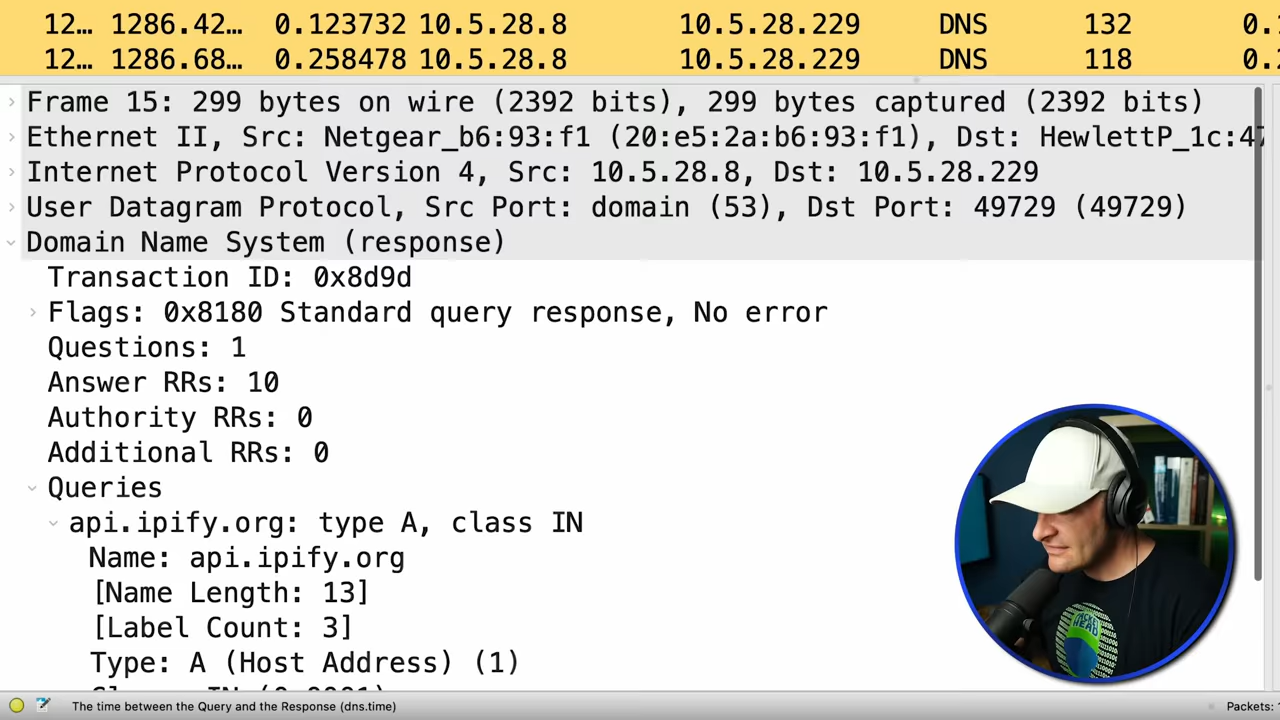 12… 1286.42… 0.123732 10.5.28.8 10.5.28.229 DNS 132
12… 1286.68… 0.258478 10.5.28.8 10.5.28.229 DNS 118
Frame 15: 299 bytes on wire (2392 bits), 299 bytes captured (2392 bits)
Ethernet II, Src: Netgear_b6:93:f1 (20:e5:2a:b6:93:f1), Dst: HewlettP_1c:47
Internet Protocol Version 4, Src: 10.5.28.8, Dst: 10.5.28.229
User Datagram Protocol, Src Port: domain (53), Dst Port: 49729 (49729)
Domain Name System (response)
Transaction ID: 0x8d9d
Flags: 0x8180 Standard query response, No error
Questions: 1
Answer RRs: 10
Authority RRs: 0
Additional RRs: 0
Queries
api.ipify.org: type A, class IN
Name: api.ipify.org
[Name Length: 13]
[Label Count: 3]
Type: A (Host Address) (1)
The time between the Query and the Response (dns.time)
Packets: